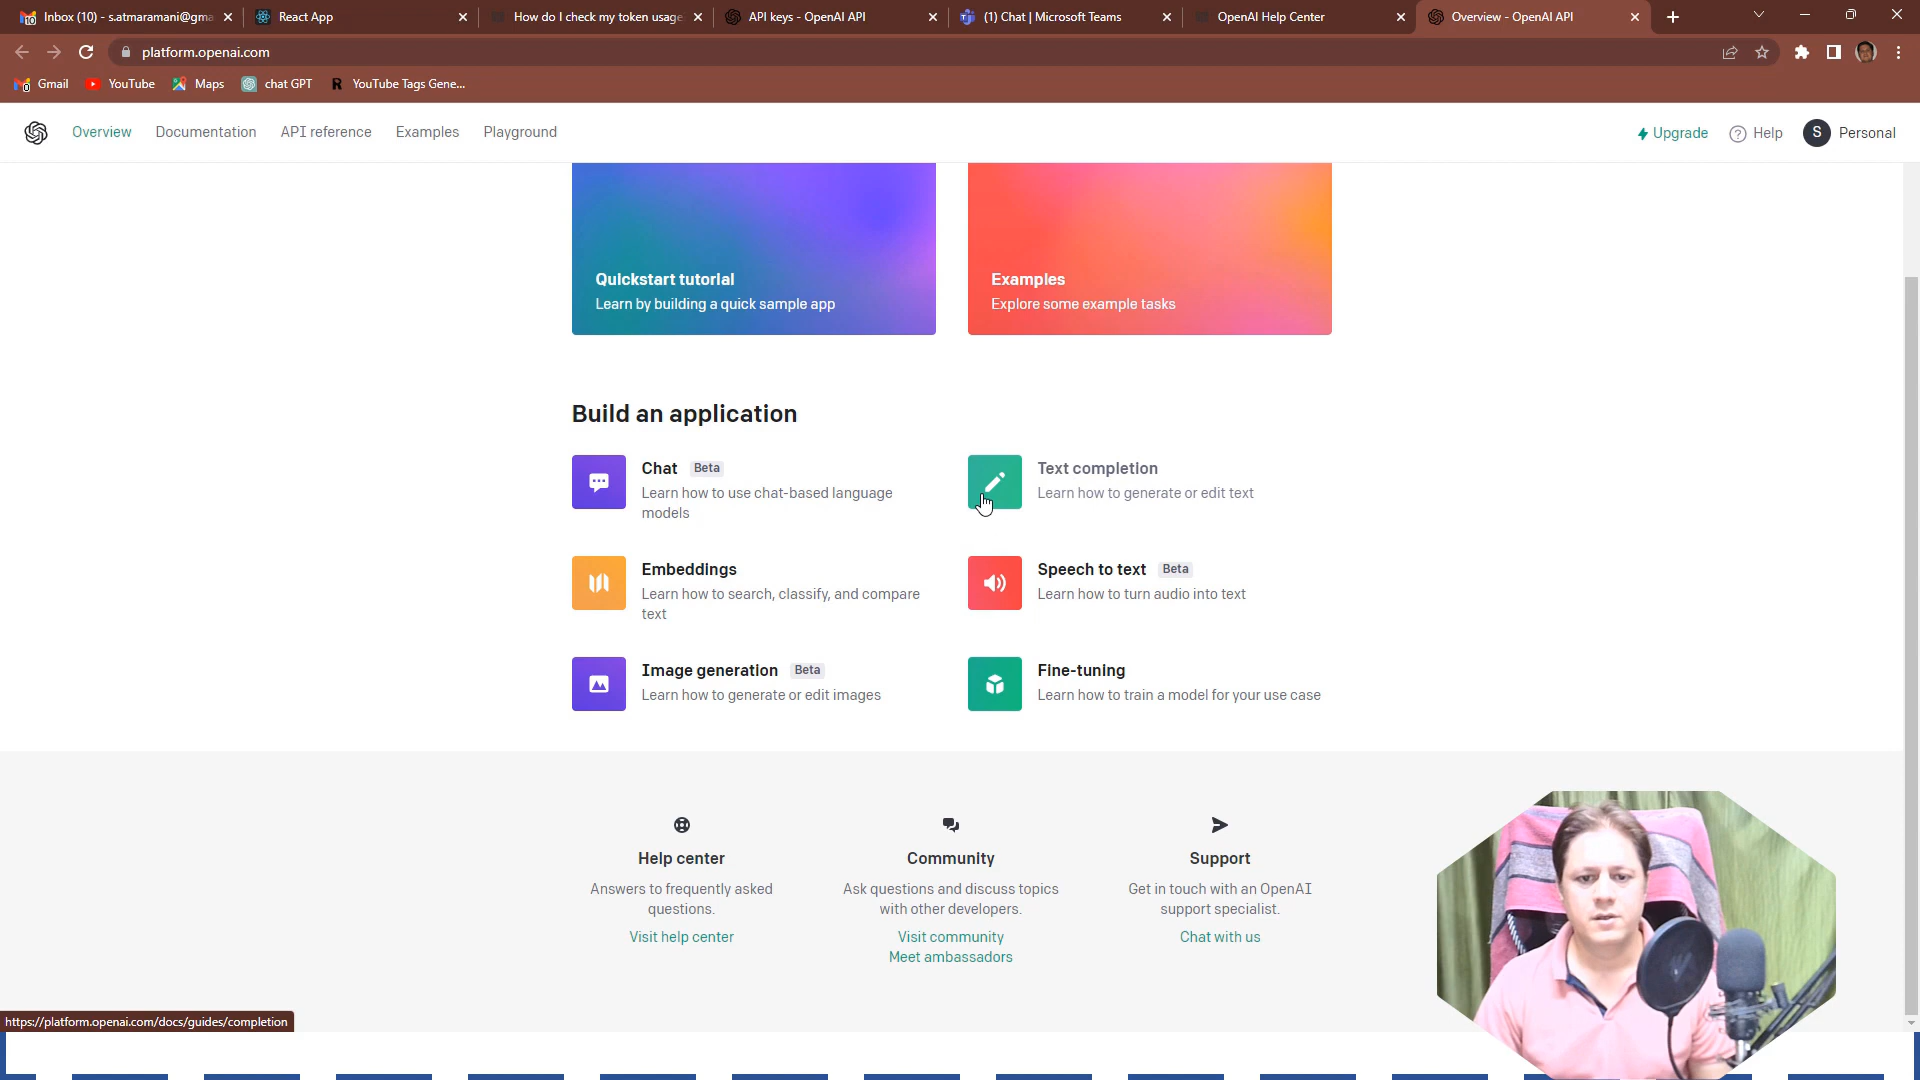 Inbox (10) - s.atmaramani@gma
React App
How do I check my token usage
API keys - OpenAI API
(1) Chat | Microsoft Teams
OpenAI Help Center
Overview - OpenAI API
platform.openai.com
Gmail
YouTube
Maps
chat GPT
YouTube Tags Gene...
Overview
Documentation
API reference
Examples
Playground
Upgrade
Help
S
Personal
Quickstart tutorial
Learn by building a quick sample app
Examples
Explore some example tasks
Build an application
Chat Beta
Learn how to use chat-based language
models
Text completion
Learn how to generate or edit text
Embeddings
Learn how to search, classify, and compare
text
Speech to text Beta
Learn how to turn audio into text
Image generation Beta
Learn how to generate or edit images
Fine-tuning
Learn how to train a model for your use case
Help center
Answers to frequently asked
questions.
Visit help center
Community
Ask questions and discuss topics
with other developers.
Visit community
Meet ambassadors
Support
Get in touch with an OpenAI
support specialist.
Chat with us
https://platform.openai.com/docs/guides/completion